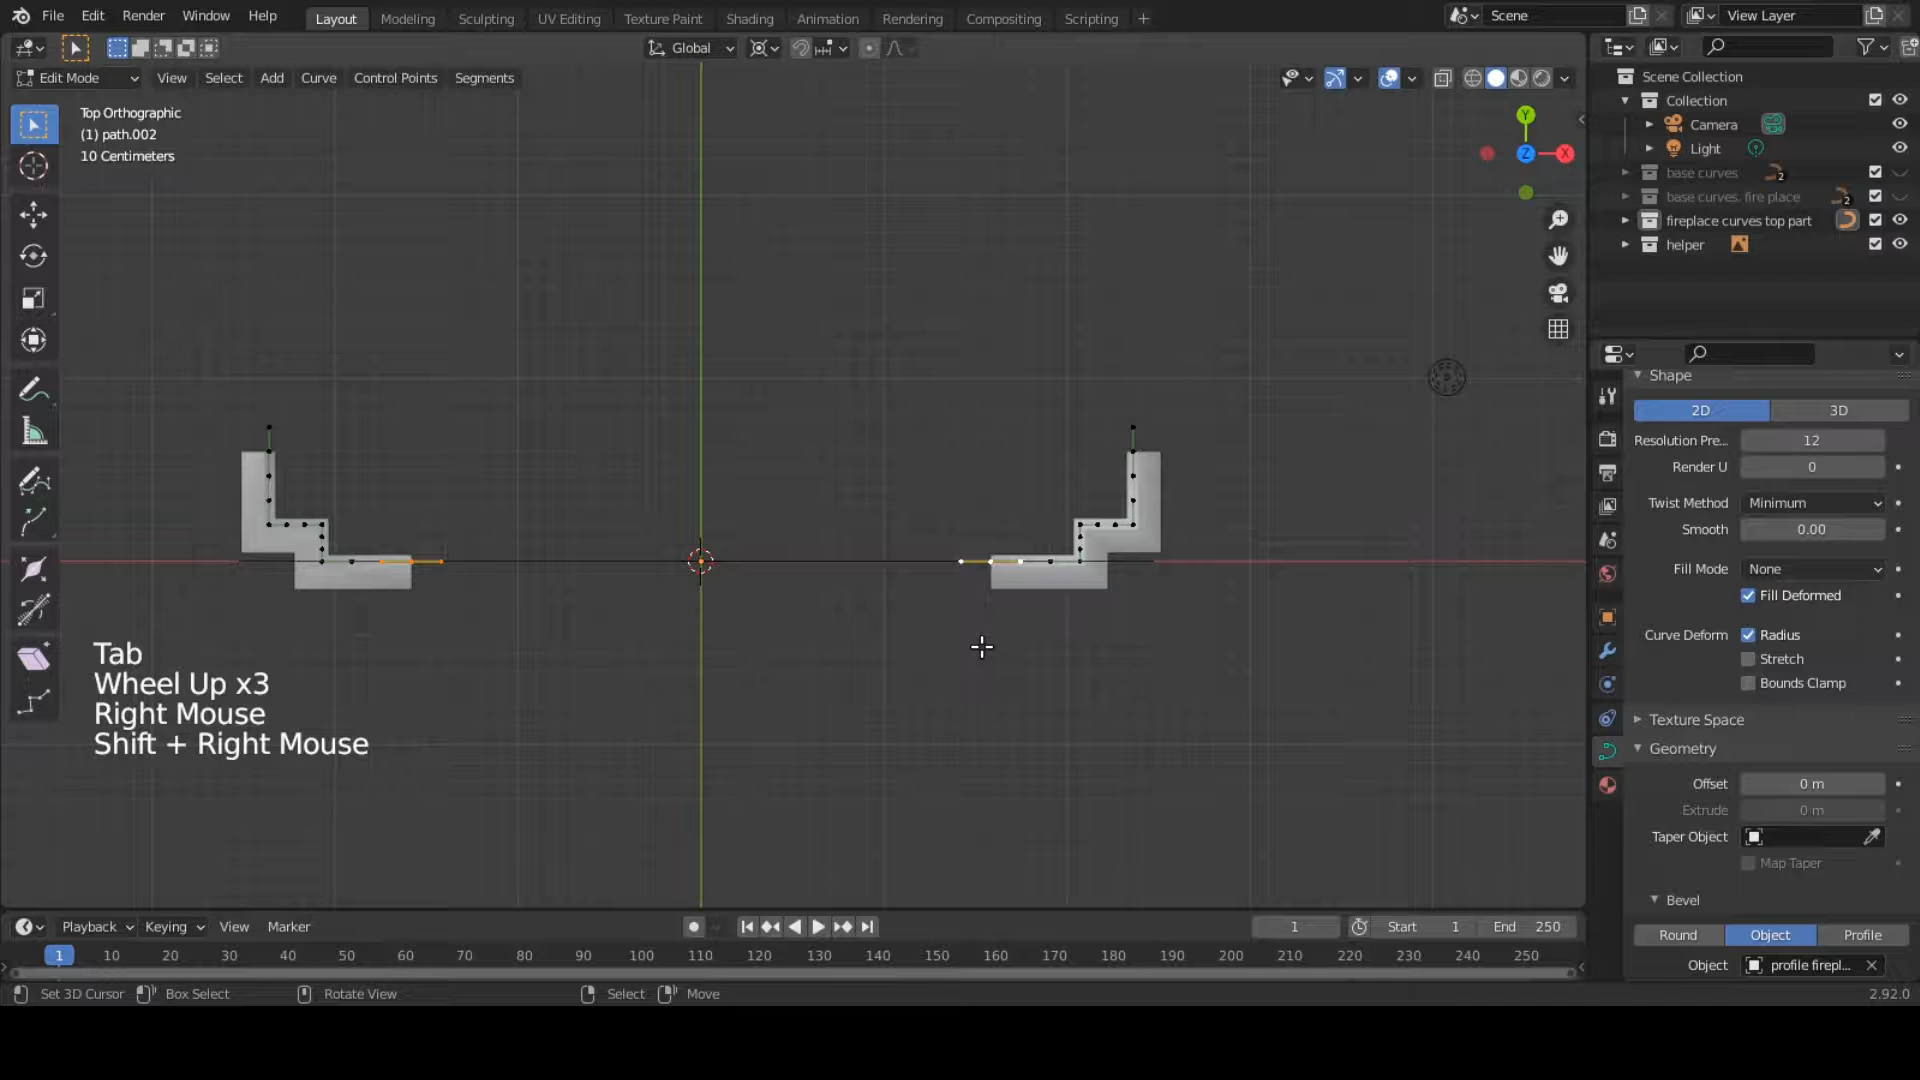 File Edit Render Window Help Layout Modeling Sculpting UV Editing Texture Paint Shading Animation Rendering Compositing Scripting + Scene View Layer
Global
Edit Mode View Select Add Curve Control Points Segments
Top Orthographic
(1) path.002
10 Centimeters
Y
Z
X
Tab
Wheel Up x3
Right Mouse
Shift + Right Mouse
Scene Collection
Collection
Camera
Light
base curves 2
base curves. fire place 2
fireplace curves top part
helper
Shape
2D 3D
Resolution Pre... 12
Render U 0
Twist Method Minimum
Smooth 0.00
Fill Mode None
Fill Deformed
Curve Deform Radius
Stretch
Bounds Clamp
Texture Space
Geometry
Offset 0 m
Extrude 0 m
Taper Object
Map Taper
Bevel
Round Object Profile
Object profile firepl...
Playback Keying View Marker 1 Start 1 End 250
1 10 20 30 40 50 60 70 80 90 100 110 120 130 140 150 160 170 180 190 200 210 220 230 240 250
Set 3D Cursor Box Select Rotate View Select Move 2.92.0